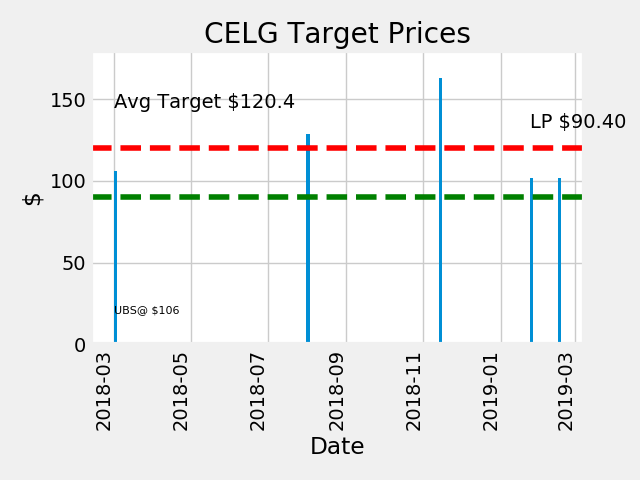 CELG Target Prices
150
Avg Target $120.4
LP $90.40
100
$
50
UBS@ $106
0
2018-03
2018-05
2018-07
2018-09
2018-11
2019-01
2019-03
Date